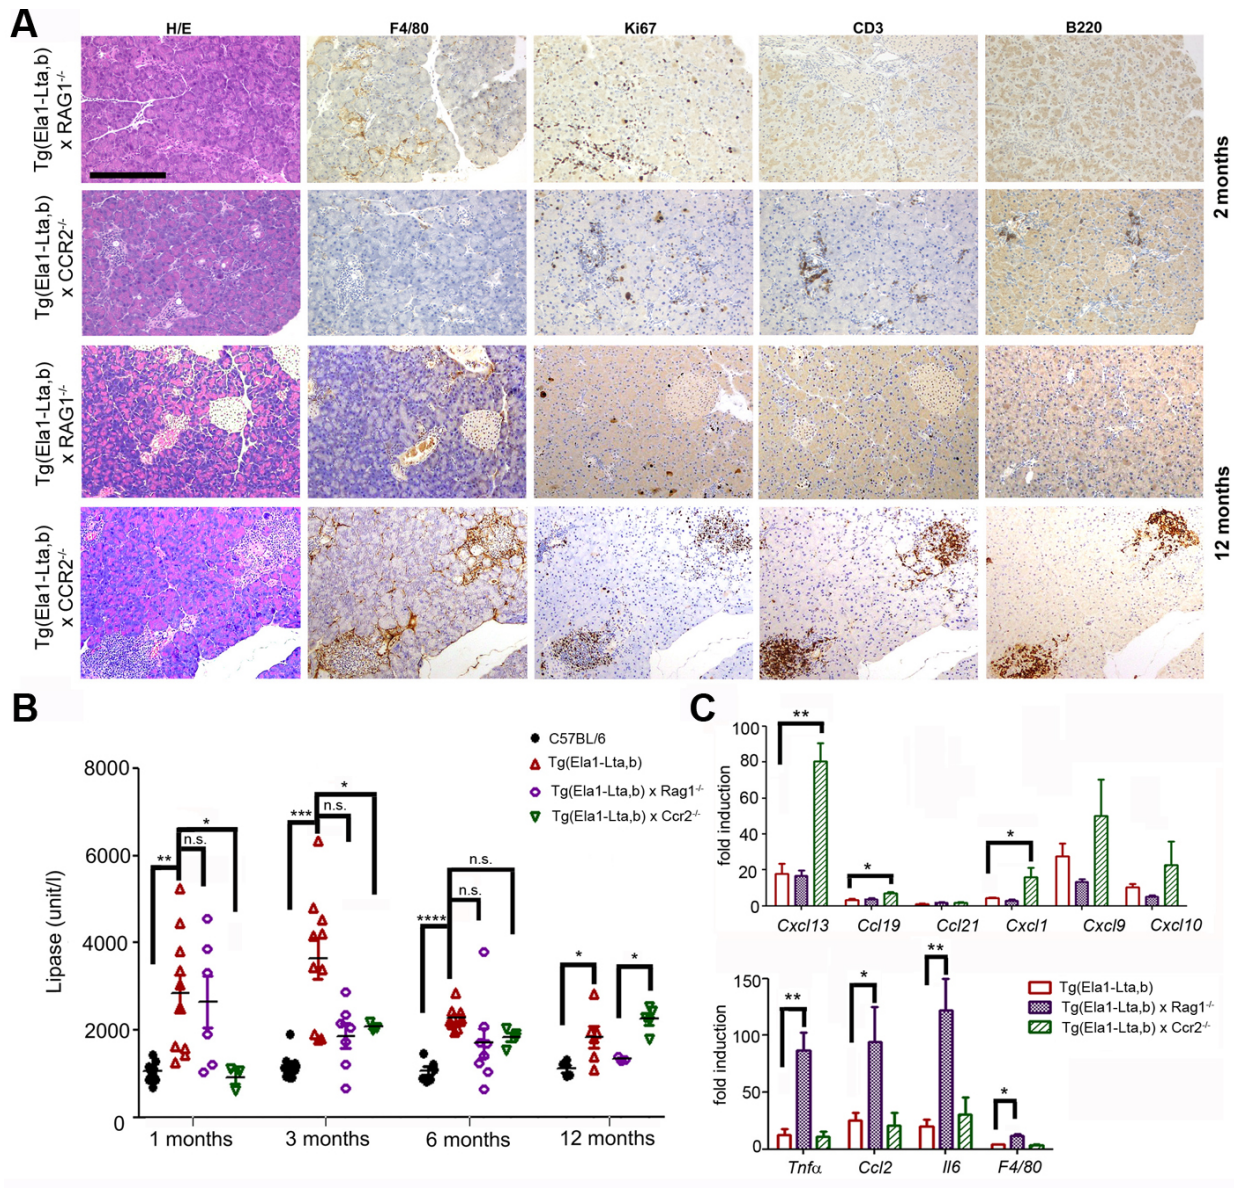 A
H/E F4/80 Ki67 CD3 B220
Tg(Ela1-Lta,b)
x RAG1-/-
Tg(Ela1-Lta,b)
x CCR2-/-
2 months
Tg(Ela1-Lta,b)
x RAG1-/-
Tg(Ela1-Lta,b)
x CCR2-/-
12 months
B
C57BL/6
Tg(Ela1-Lta,b)
Tg(Ela1-Lta,b) x Rag1-/-
Tg(Ela1-Lta,b) x Ccr2-/-
Lipase (unit/l)
8000
6000
4000
2000
0
** n.s. *
*** n.s. *
**** n.s. n.s.
* *
1 months 3 months 6 months 12 months
C
fold induction
100
80
60
40
20
0
** * *
Cxcl13 Ccl19 Ccl21 Cxcl1 Cxcl9 Cxcl10
fold induction
150
100
50
0
** * ** *
Tg(Ela1-Lta,b)
Tg(Ela1-Lta,b) x Rag1-/-
Tg(Ela1-Lta,b) x Ccr2-/-
Tnfα Ccl2 Il6 F4/80